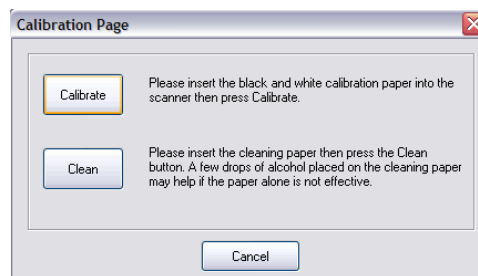 Calibration Page
Calibrate
Please insert the black and white calibration paper into the
scanner then press Calibrate.
Clean
Please insert the cleaning paper then press the Clean
button. A few drops of alcohol placed on the cleaning paper
may help if the paper alone is not effective.
Cancel